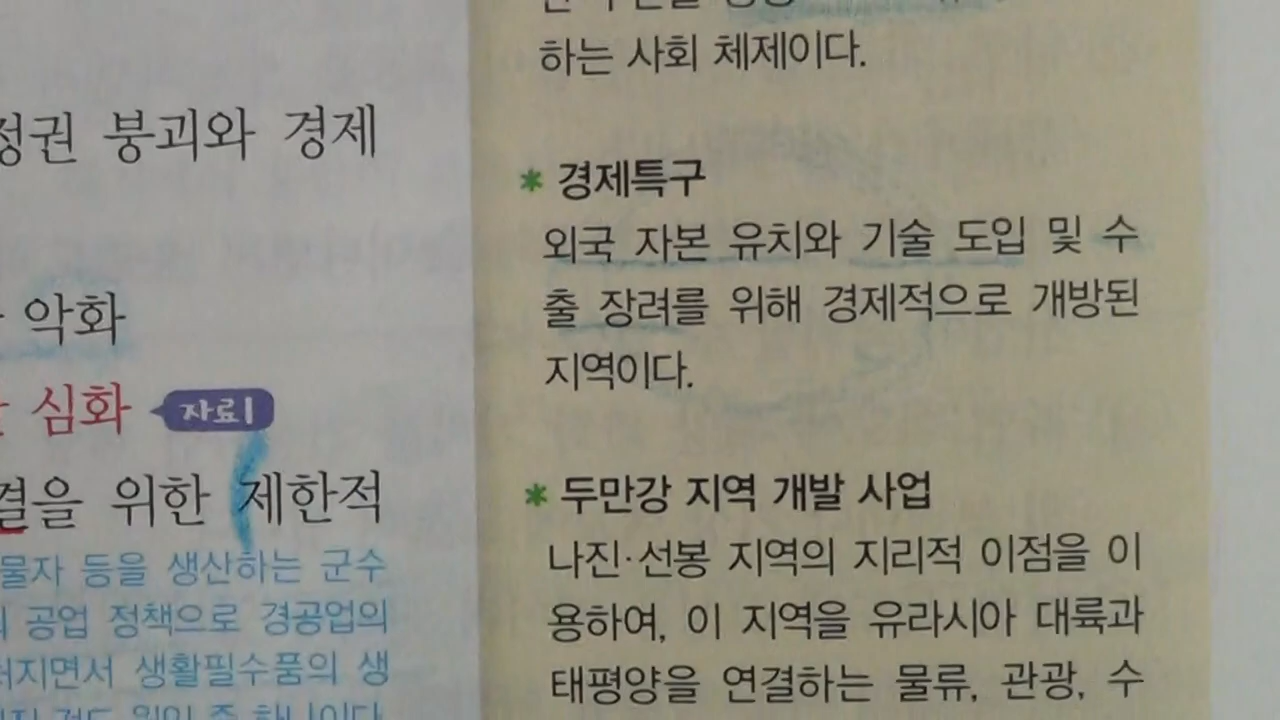 정권 붕괴와 경제
악화
심화 자료1
결을 위한 제한적
물자 등을 생산하는 군수
공업 정책으로 경공업의
러지면서 생활필수품의 생
하는 사회 체제이다.
* 경제특구
외국 자본 유치와 기술 도입 및 수
출 장려를 위해 경제적으로 개방된
지역이다.
* 두만강 지역 개발 사업
나진·선봉 지역의 지리적 이점을 이
용하여, 이 지역을 유라시아 대륙과
태평양을 연결하는 물류, 관광, 수